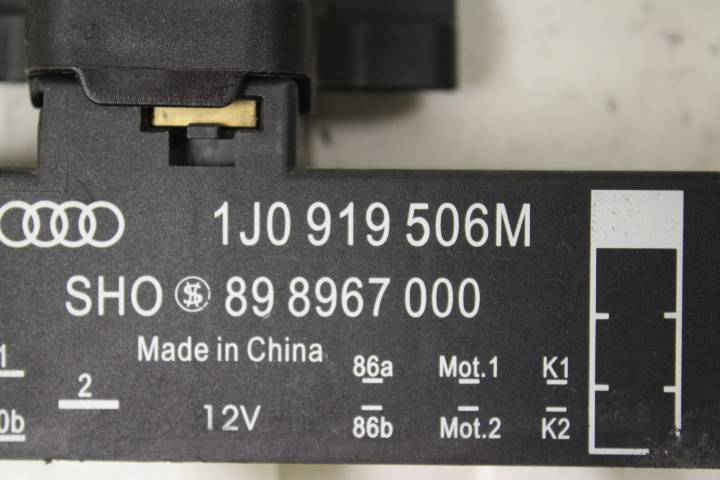 1J0 919 506M
SHO 89 8967 000
Made in China
86a Mot.1 K1
2
12V
86b Mot.2 K2